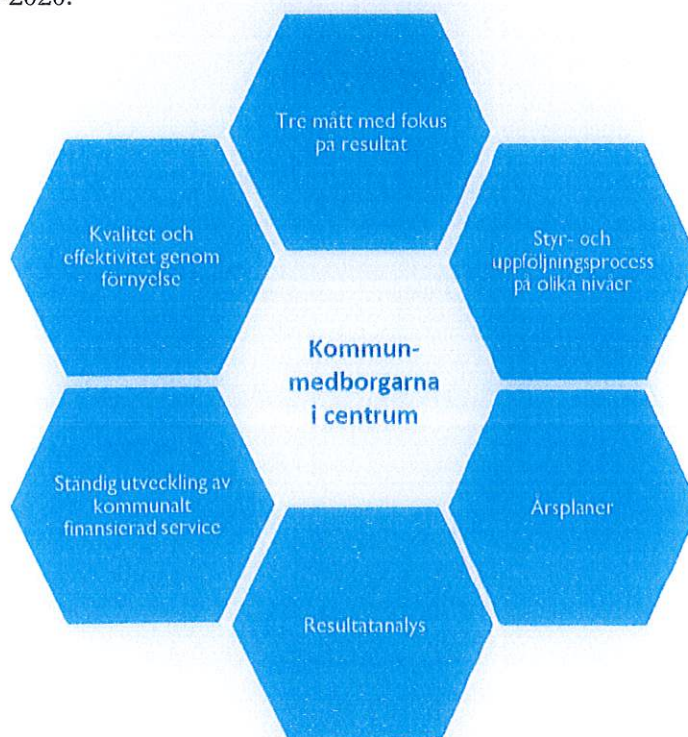 2020.
Tre mått med fokus
på resultat
Kvalitet och
effektivitet genom
förnyelse
Styr- och
uppföljningsprocess
på olika nivåer
Kommun-
medborgarna
i centrum
Ständig utveckling av
kommunalt
finansierad service
Årsplaner
Resultatanalys